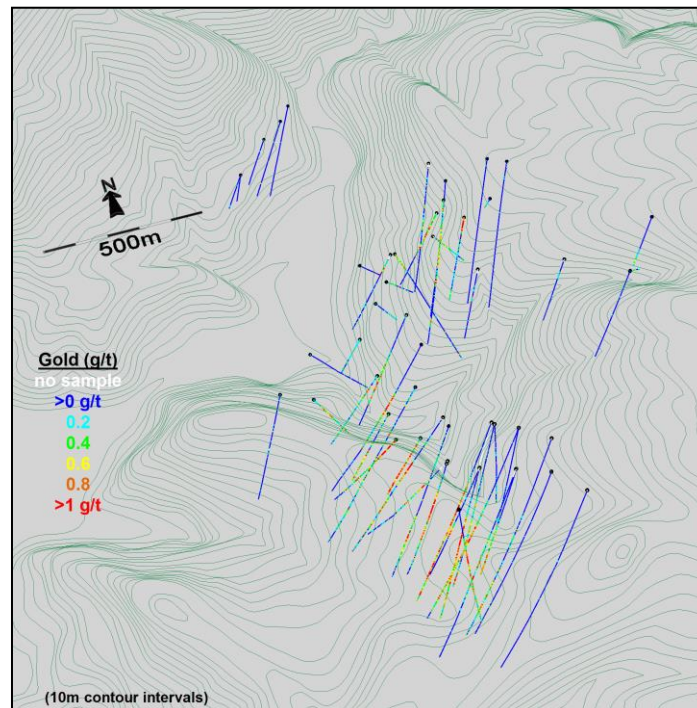 N
500m
Gold (g/t)
no sample
>0 g/t
0.2
0.4
0.6
0.8
>1 g/t
(10m contour intervals)